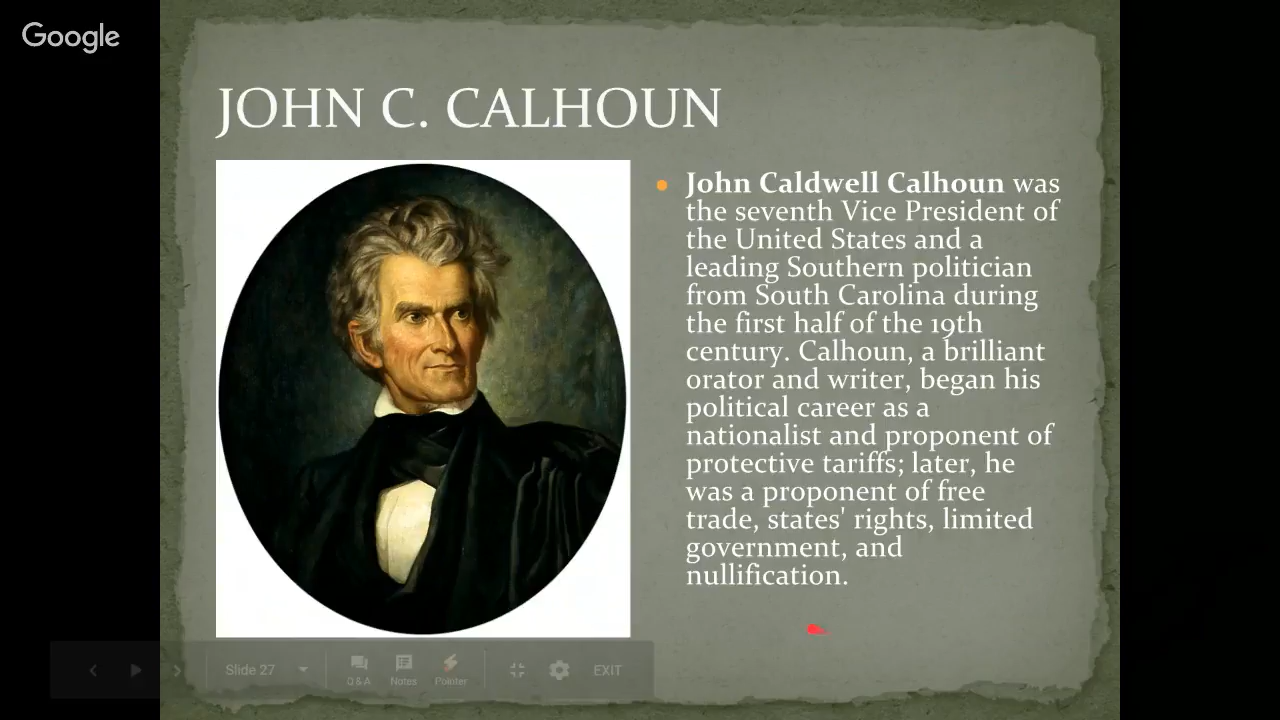 Google
JOHN C. CALHOUN
John Caldwell Calhoun was
the seventh Vice President of
the United States and a
leading Southern politician
from South Carolina during
the first half of the 19th
century. Calhoun, a brilliant
orator and writer, began his
political career as a
nationalist and proponent of
protective tariffs; later, he
was a proponent of free
trade, states' rights, limited
government, and
nullification.
Slide 27
Q&A
Notes
Pointer
EXIT